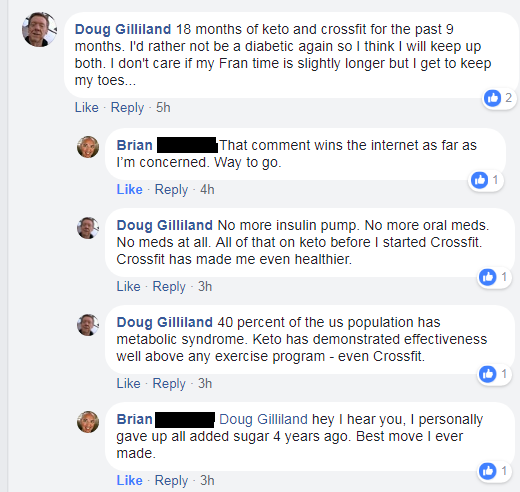 Doug Gilliland 18 months of keto and crossfit for the past 9
months. I'd rather not be a diabetic again so I think I will keep up
both. I don't care if my Fran time is slightly longer but I get to keep
my toes...
2
Like · Reply · 5h
Brian That comment wins the internet as far as
I'm concerned. Way to go.
1
Like · Reply · 4h
Doug Gilliland No more insulin pump. No more oral meds.
No meds at all. All of that on keto before I started Crossfit.
Crossfit has made me even healthier.
1
Like · Reply · 3h
Doug Gilliland 40 percent of the us population has
metabolic syndrome. Keto has demonstrated effectiveness
well above any exercise program - even Crossfit.
1
Like · Reply · 3h
Brian Doug Gilliland hey I hear you, I personally
gave up all added sugar 4 years ago. Best move I ever
made.
1
Like · Reply · 3h